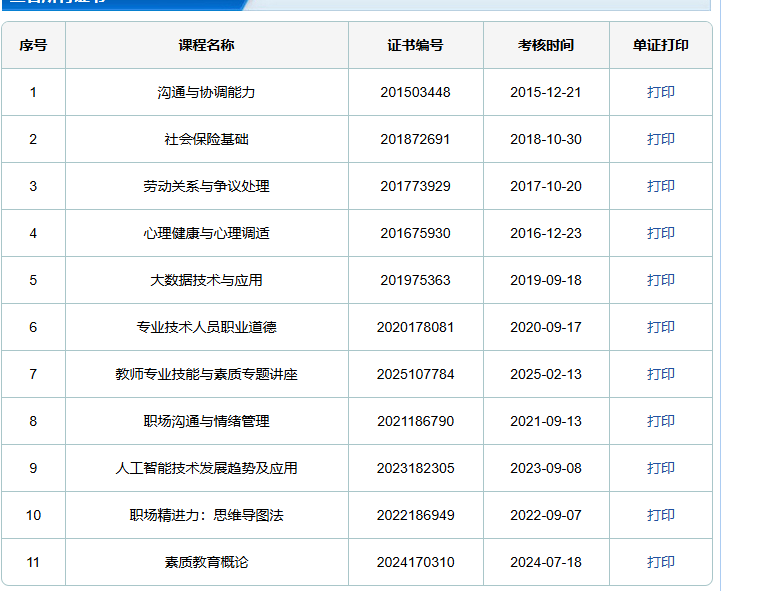 序号 课程名称 证书编号 考核时间 单证打印
1 沟通与协调能力 201503448 2015-12-21 打印
2 社会保险基础 201872691 2018-10-30 打印
3 劳动关系与争议处理 201773929 2017-10-20 打印
4 心理健康与心理调适 201675930 2016-12-23 打印
5 大数据技术与应用 201975363 2019-09-18 打印
6 专业技术人员职业道德 2020178081 2020-09-17 打印
7 教师专业技能与素质专题讲座 2025107784 2025-02-13 打印
8 职场沟通与情绪管理 2021186790 2021-09-13 打印
9 人工智能技术发展趋势及应用 2023182305 2023-09-08 打印
10 职场精进力：思维导图法 2022186949 2022-09-07 打印
11 素质教育概论 2024170310 2024-07-18 打印